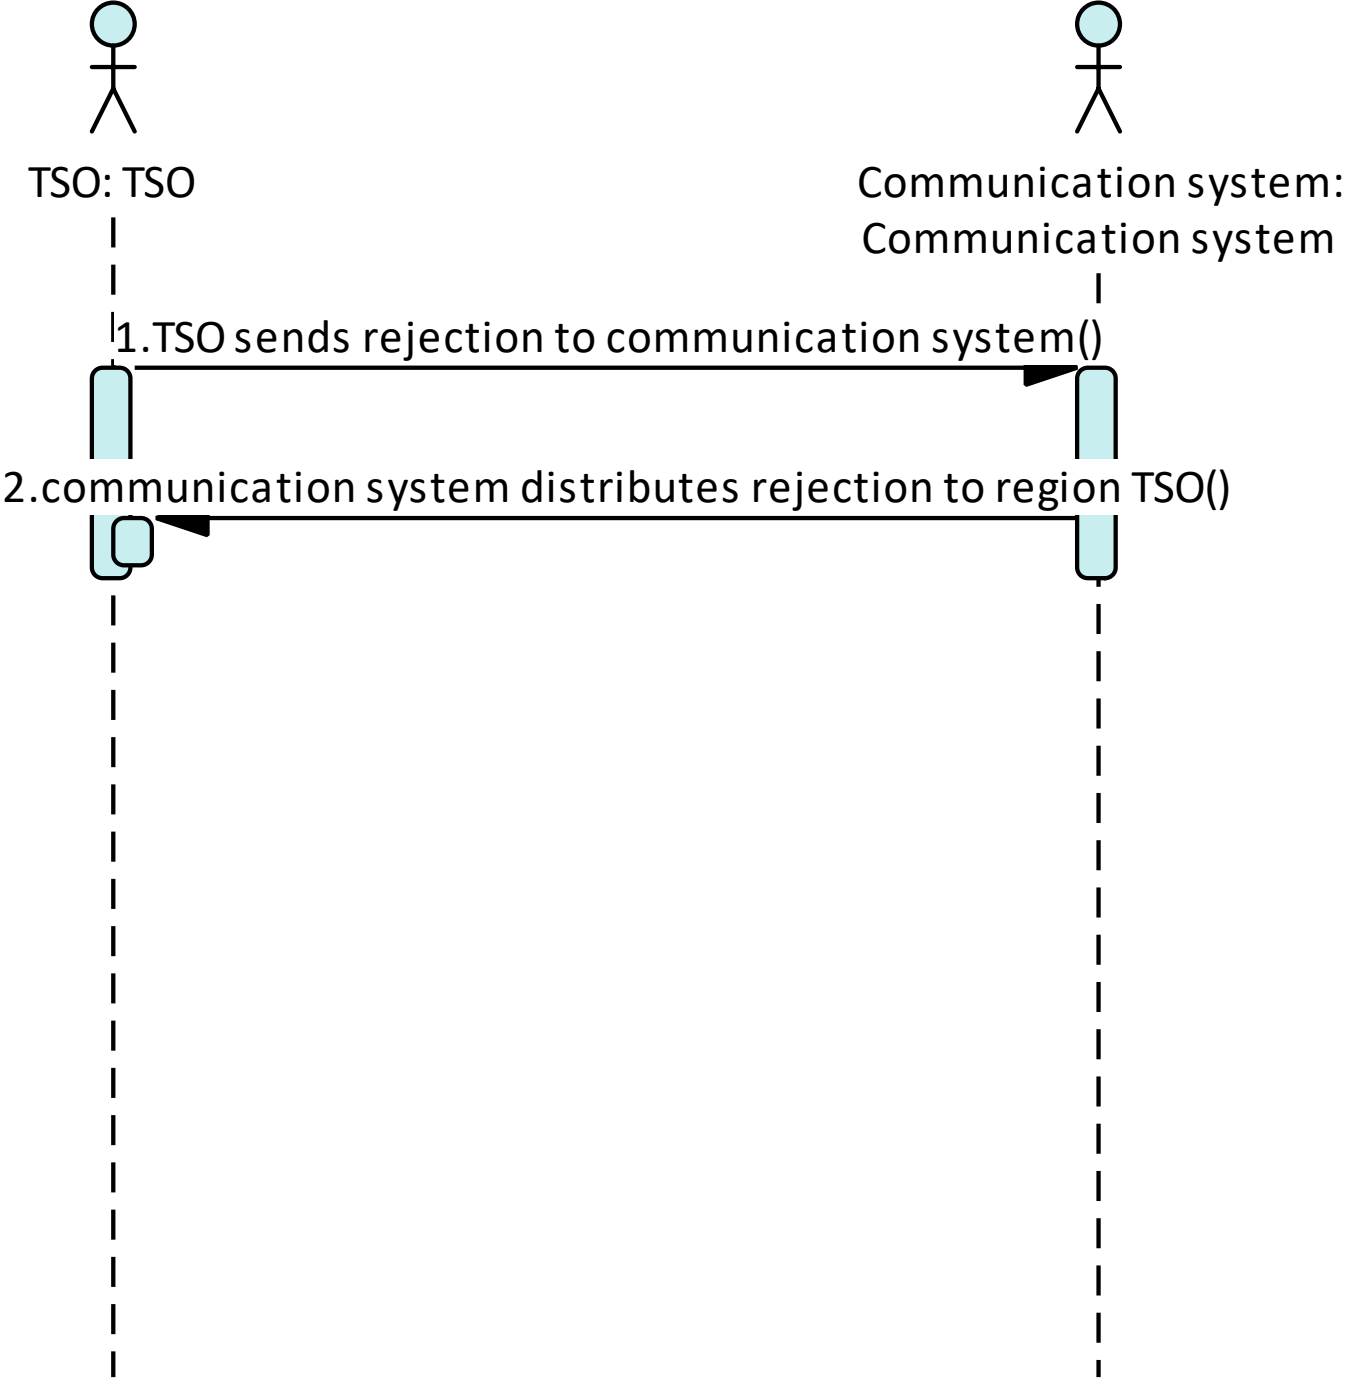 TSO: TSO
Communication system:
Communication system
1.TSO sends rejection to communication system()
2.communication system distributes rejection to region TSO()